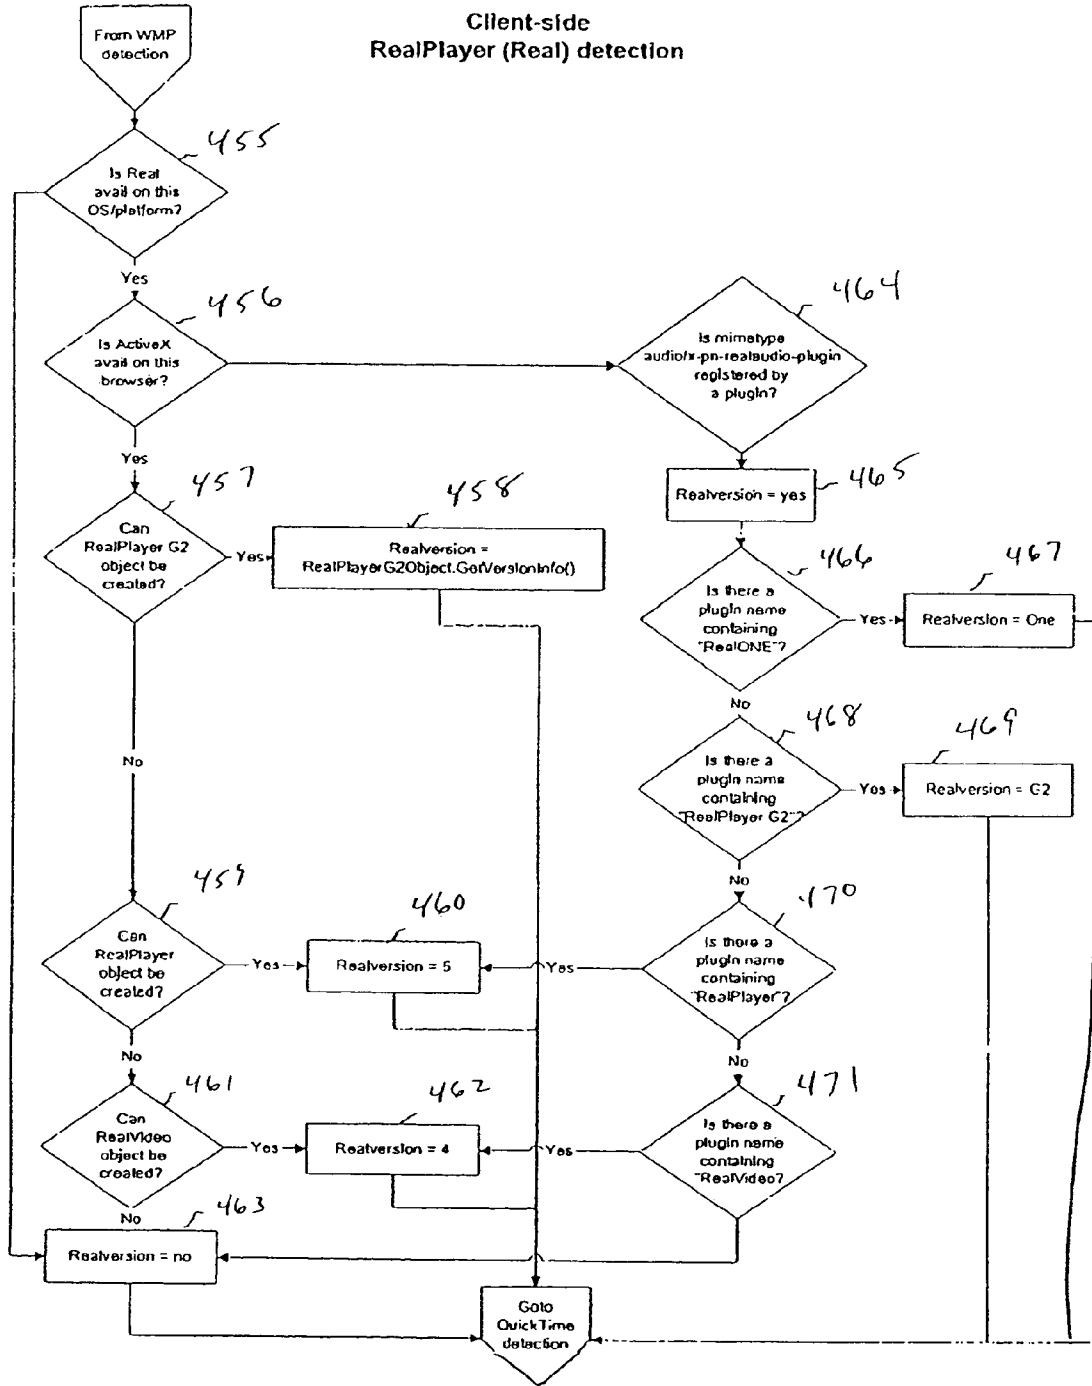 Client-side
RealPlayer (Real) detection
From WMP
detection
455
Is Real
avail on this
OS/platform?
Yes
456
Is ActiveX
avail on this
browser?
464
Is mimetype
audio/x-pn-realaudio-plugin
registered by
a plugin?
Yes
457
Can
RealPlayer G2
object be
created?
Yes
458
Realversion =
RealPlayerG2Object.GetVersionInfo()
465
Realversion = yes
466
Is there a
plugin name
containing
"RealONE"?
Yes
467
Realversion = One
No
468
Is there a
plugin name
containing
"RealPlayer G2"?
Yes
469
Realversion = G2
No
No
459
Can
RealPlayer
object be
created?
Yes
460
Realversion = 5
Yes
470
Is there a
plugin name
containing
"RealPlayer"?
No
No
461
Can
RealVideo
object be
created?
Yes
462
Realversion = 4
Yes
471
Is there a
plugin name
containing
"RealVideo?
No
463
Realversion = no
Goto
QuickTime
detection